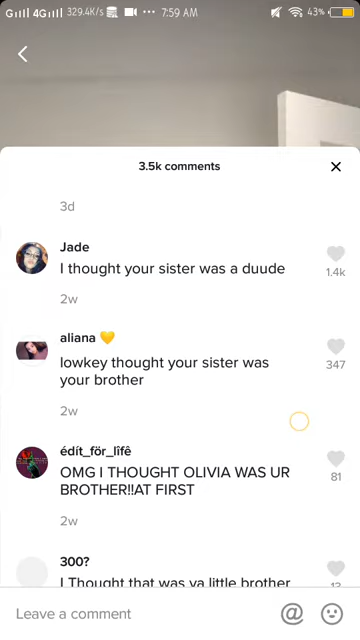 4G 329.4K/s ... 7:59 AM 43%
3.5k comments
3d
Jade
I thought your sister was a duude
1.4k
2w
aliana 💛
lowkey thought your sister was
your brother
347
2w
édít_för_lîfê
OMG I THOUGHT OLIVIA WAS UR
BROTHER!!AT FIRST
81
2w
300?
I Thought that was ya little brother
13
Leave a comment